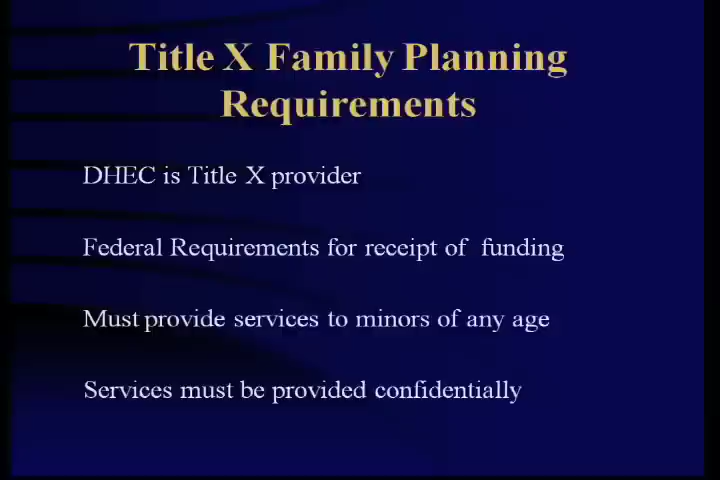 Title X Family Planning
Requirements
DHEC is Title X provider
Federal Requirements for receipt of funding
Must provide services to minors of any age
Services must be provided confidentially